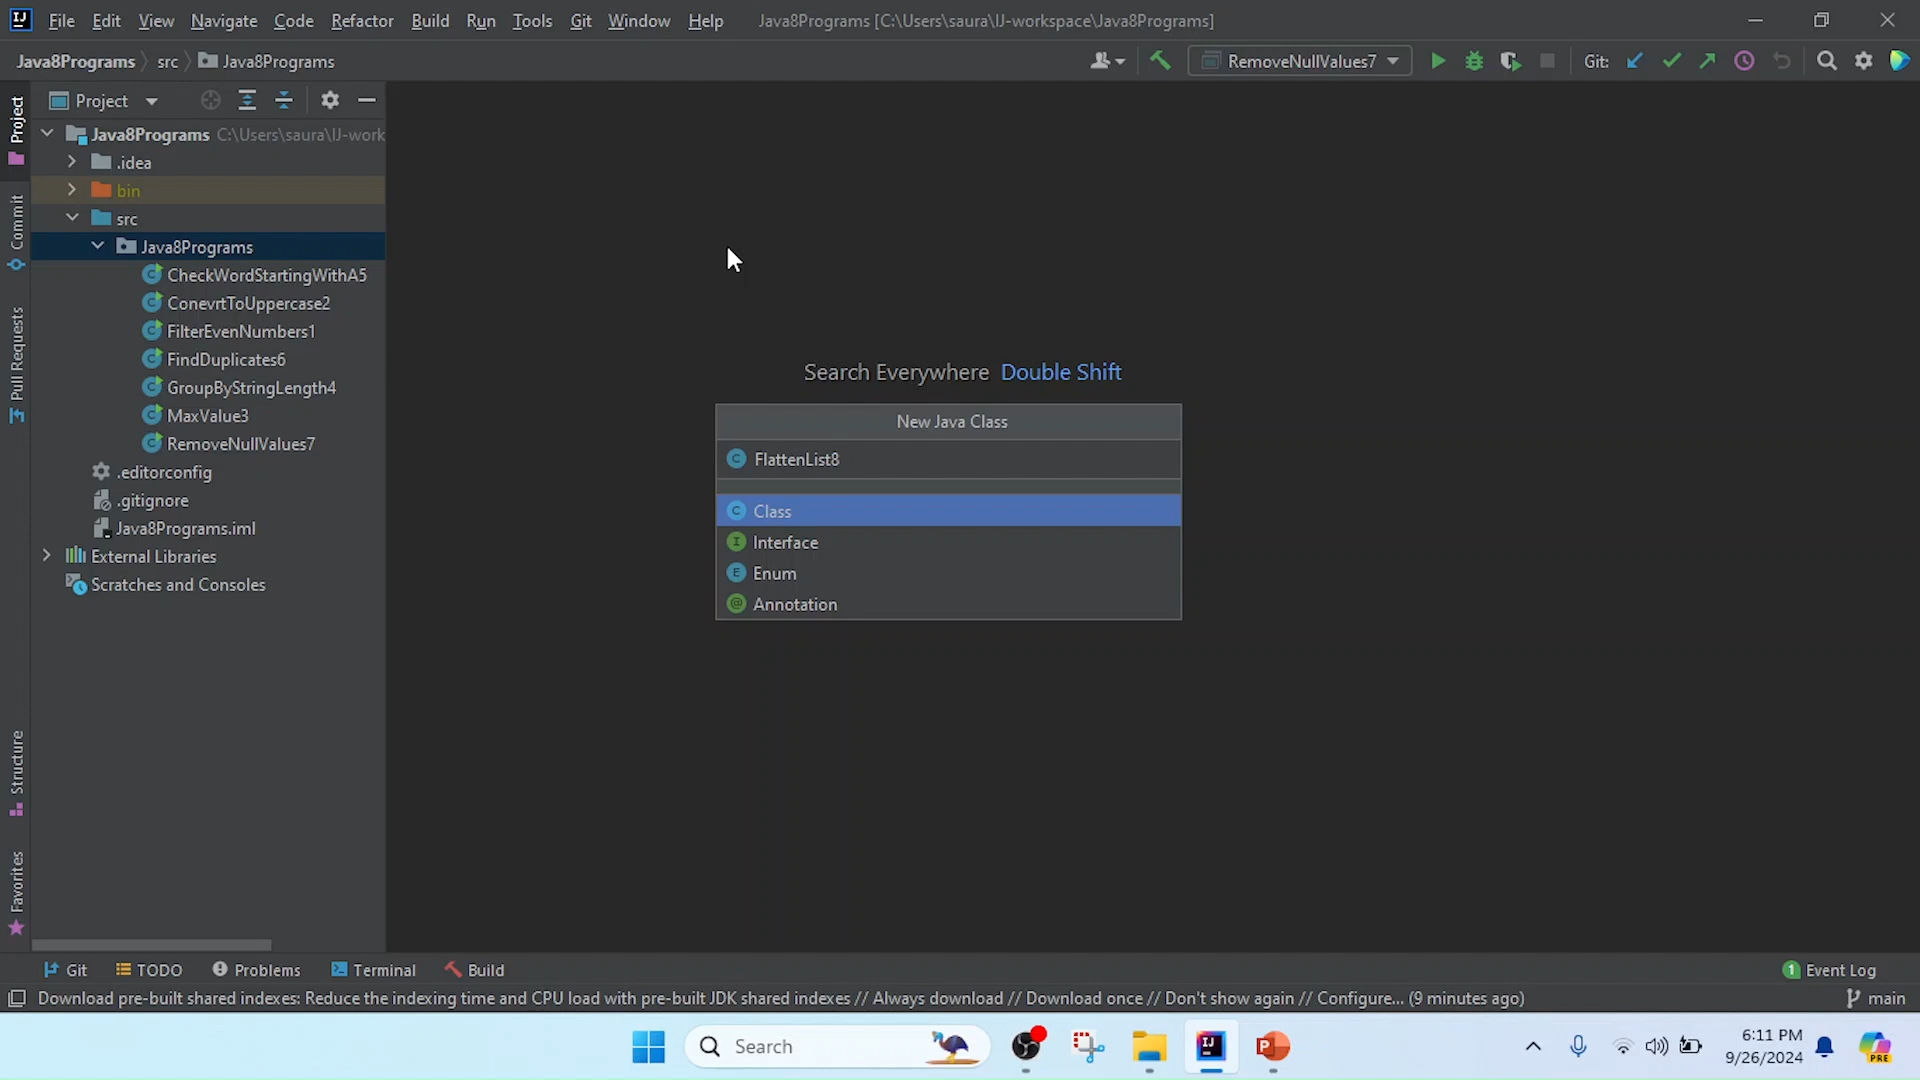 File Edit View Navigate Code Refactor Build Run Tools Git Window Help Java8Programs [C:\Users\saura\IJ-workspace\Java8Programs]
Java8Programs src Java8Programs RemoveNullValues7 Git:
Project
Java8Programs C:\Users\saura\IJ-work
.idea
bin
src
Java8Programs
CheckWordStartingWithA5
ConevrtToUppercase2
FilterEvenNumbers1
FindDuplicates6
GroupByStringLength4
MaxValue3
RemoveNullValues7
.editorconfig
.gitignore
Java8Programs.iml
External Libraries
Scratches and Consoles
Project
Commit
Pull Requests
Structure
Favorites
Search Everywhere Double Shift
New Java Class
FlattenList8
Class
Interface
Enum
Annotation
Git TODO Problems Terminal Build 1 Event Log
Download pre-built shared indexes: Reduce the indexing time and CPU load with pre-built JDK shared indexes // Always download // Download once // Don't show again // Configure... (9 minutes ago) main
Search
6:11 PM
9/26/2024
PRE